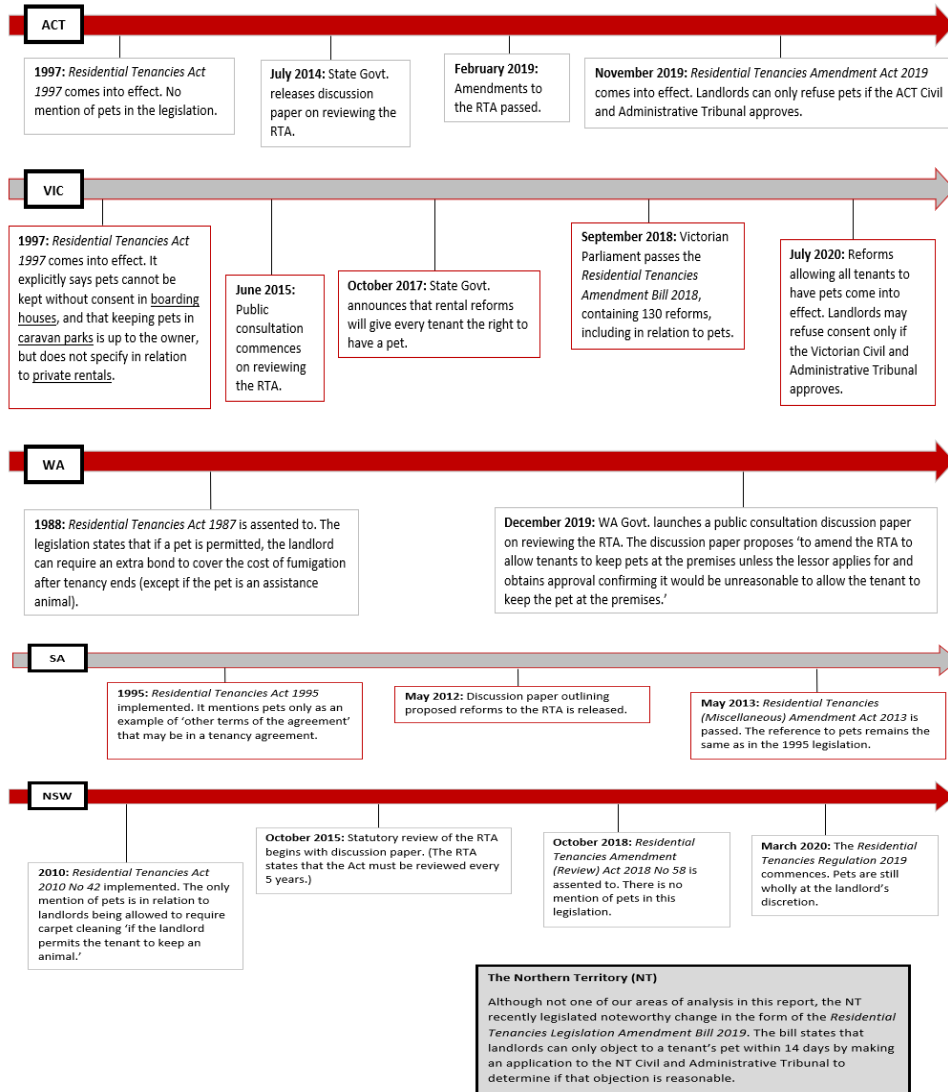 ACT
1997: Residential Tenancies Act
1997 comes into effect. No
mention of pets in the legislation.
July 2014: State Govt.
releases discussion
paper on reviewing the
RTA.
February 2019:
Amendments to
the RTA passed.
November 2019: Residential Tenancies Amendment Act 2019
comes into effect. Landlords can only refuse pets if the ACT Civil
and Administrative Tribunal approves.
VIC
1997: Residential Tenancies Act
1997 comes into effect. It
explicitly says pets cannot be
kept without consent in boarding
houses, and that keeping pets in
caravan parks is up to the owner,
but does not specify in relation
to private rentals.
June 2015:
Public
consultation
commences
on reviewing
the RTA.
October 2017: State Govt.
announces that rental reforms
will give every tenant the right to
have a pet.
September 2018: Victorian
Parliament passes the
Residential Tenancies
Amendment Bill 2018,
containing 130 reforms,
including in relation to pets.
July 2020: Reforms
allowing all tenants to
have pets come into
effect. Landlords may
refuse consent only if
the Victorian Civil and
Administrative Tribunal
approves.
WA
1988: Residential Tenancies Act 1987 is assented to. The
legislation states that if a pet is permitted, the landlord
can require an extra bond to cover the cost of fumigation
after tenancy ends (except if the pet is an assistance
animal).
December 2019: WA Govt. launches a public consultation discussion paper
on reviewing the RTA. The discussion paper proposes ‘to amend the RTA to
allow tenants to keep pets at the premises unless the lessor applies for and
obtains approval confirming it would be unreasonable to allow the tenant to
keep the pet at the premises.’
SA
1995: Residential Tenancies Act 1995
implemented. It mentions pets only as an
example of ‘other terms of the agreement’
that may be in a tenancy agreement.
May 2012: Discussion paper outlining
proposed reforms to the RTA is released.
May 2013: Residential Tenancies
(Miscellaneous) Amendment Act 2013 is
passed. The reference to pets remains the
same as in the 1995 legislation.
NSW
2010: Residential Tenancies Act
2010 No 42 implemented. The only
mention of pets is in relation to
landlords being allowed to require
carpet cleaning ‘if the landlord
permits the tenant to keep an
animal.’
October 2015: Statutory review of the RTA
begins with discussion paper. (The RTA
states that the Act must be reviewed every
5 years.)
October 2018: Residential
Tenancies Amendment
(Review) Act 2018 No 58 is
assented to. There is no
mention of pets in this
legislation.
March 2020: The Residential
Tenancies Regulation 2019
commences. Pets are still
wholly at the landlord’s
discretion.
The Northern Territory (NT)
Although not one of our areas of analysis in this report, the NT
recently legislated noteworthy change in the form of the Residential
Tenancies Legislation Amendment Bill 2019. The bill states that
landlords can only object to a tenant’s pet within 14 days by making
an application to the NT Civil and Administrative Tribunal to
determine if that objection is reasonable.